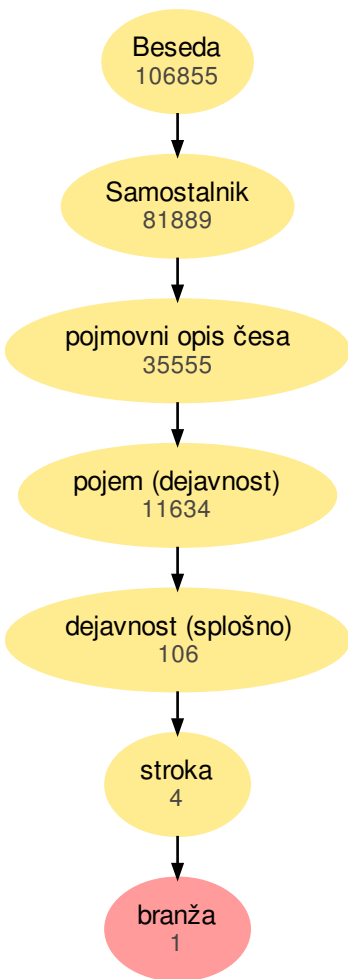 Beseda
106855
Samostalnik
81889
pojmovni opis česa
35555
pojem (dejavnost)
11634
dejavnost (splošno)
106
stroka
4
branža
1